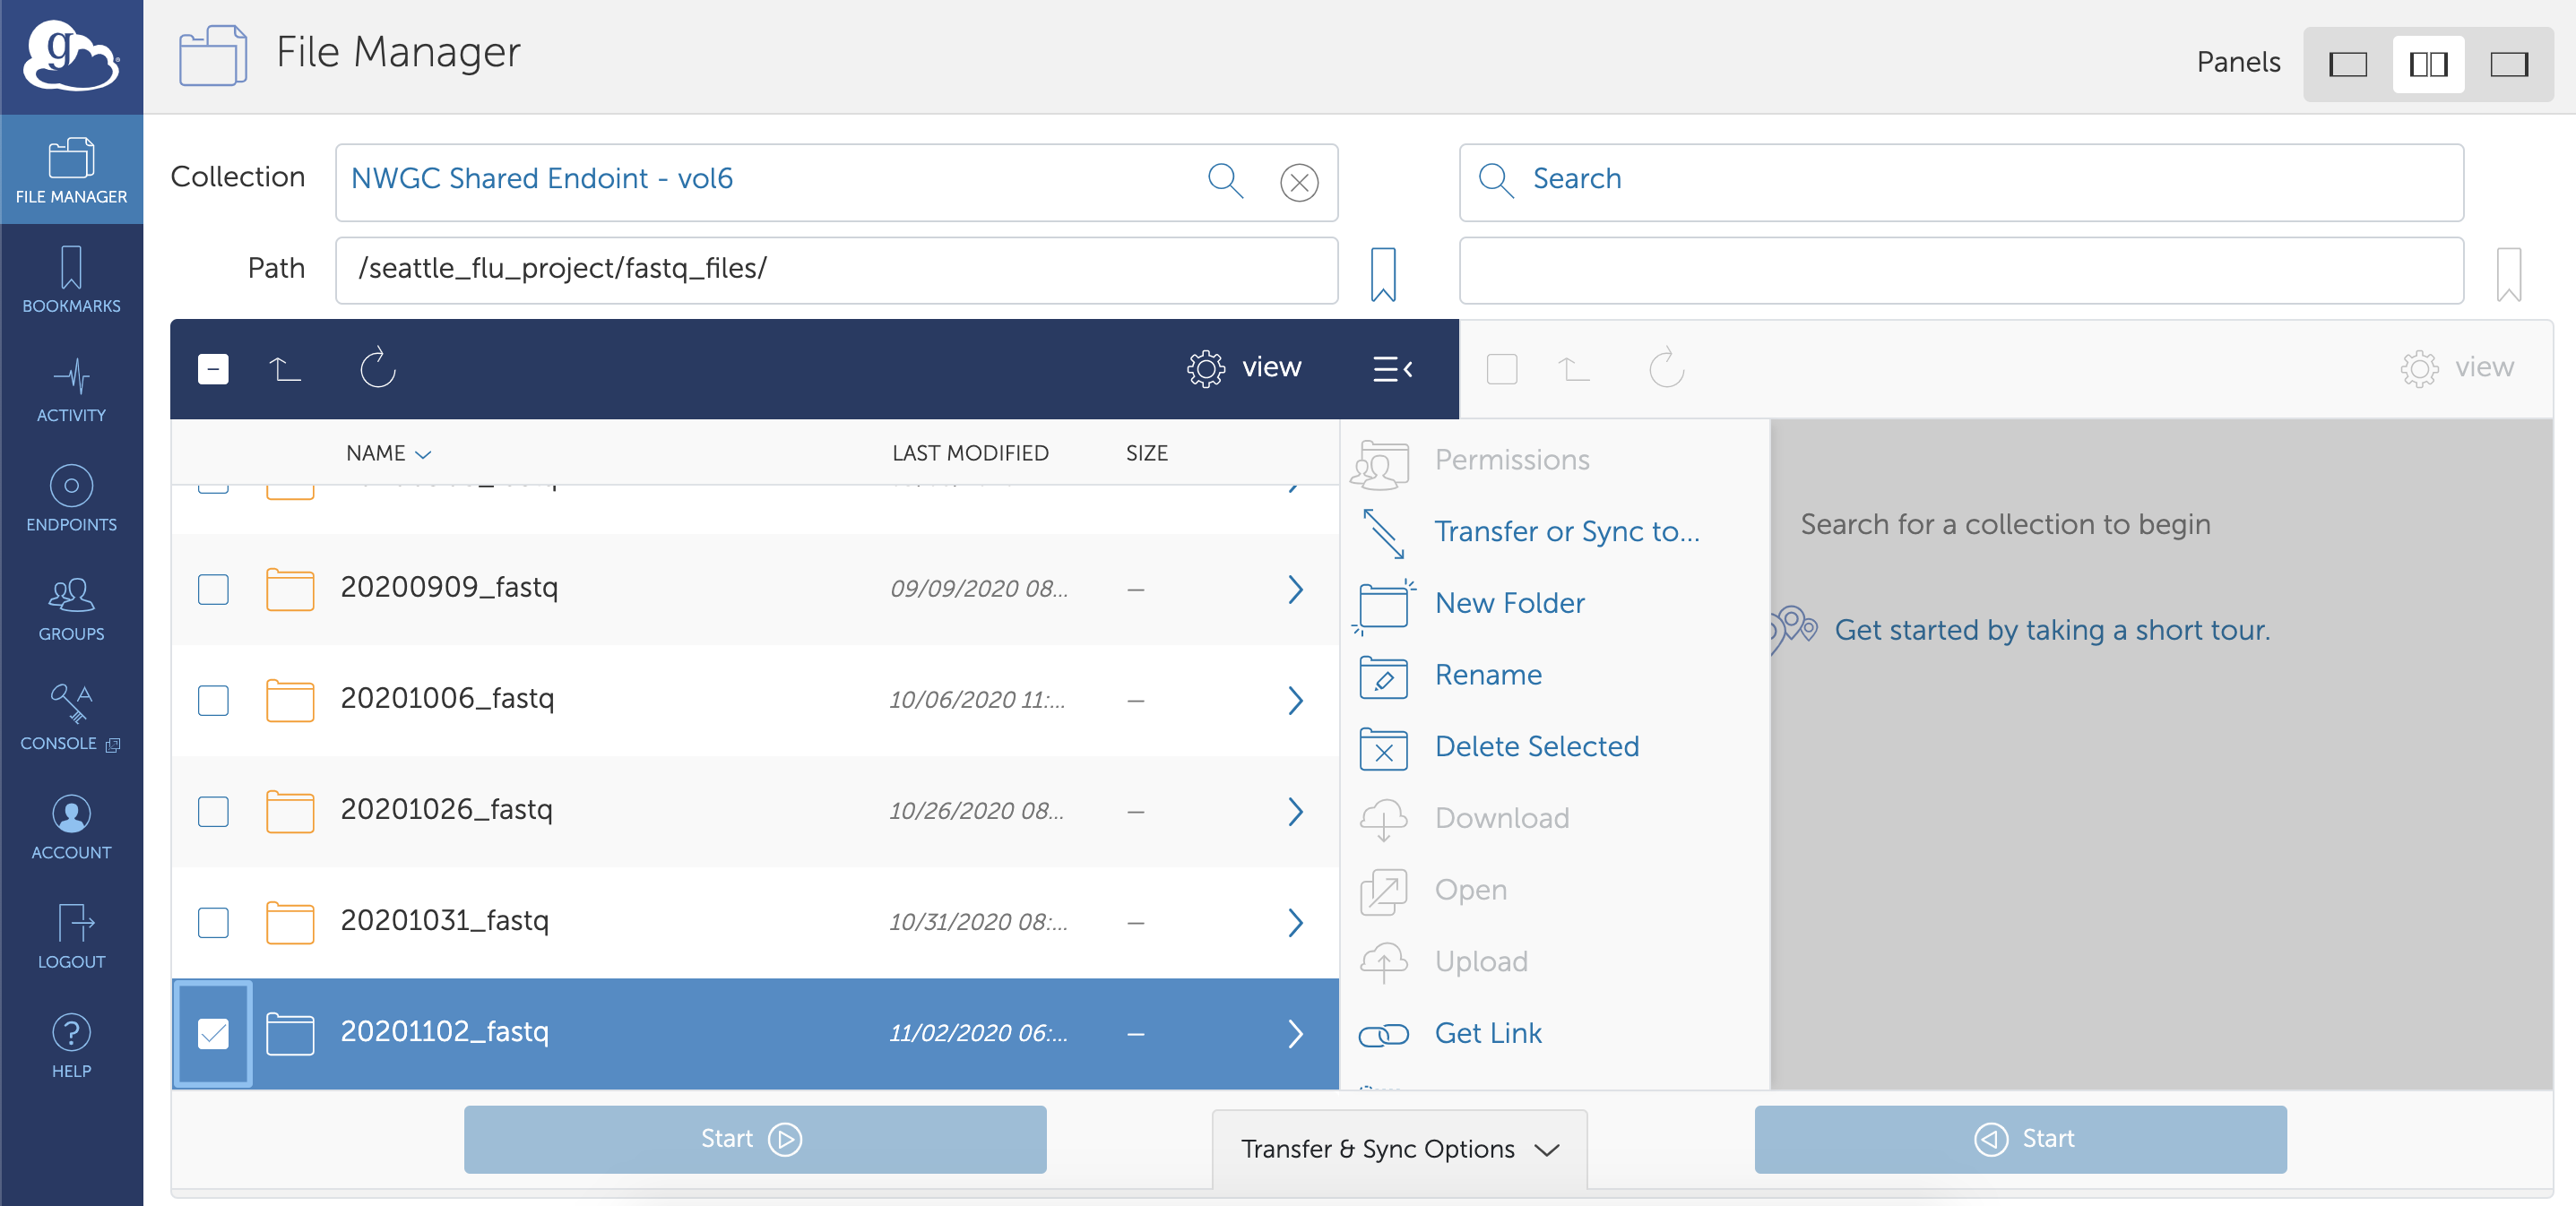 g
File Manager
Panels
FILE MANAGER
BOOKMARKS
ACTIVITY
ENDPOINTS
GROUPS
CONSOLE
ACCOUNT
LOGOUT
HELP
Collection
NWGC Shared Endoint - vol6
Search
Path
/seattle_flu_project/fastq_files/
view
view
NAME LAST MODIFIED SIZE
20200909_fastq 09/09/2020 08... –
20201006_fastq 10/06/2020 11:... –
20201026_fastq 10/26/2020 08... –
20201031_fastq 10/31/2020 08:... –
20201102_fastq 11/02/2020 06:... –
Permissions
Transfer or Sync to...
New Folder
Rename
Delete Selected
Download
Open
Upload
Get Link
Search for a collection to begin
Get started by taking a short tour.
Start
Transfer & Sync Options
Start